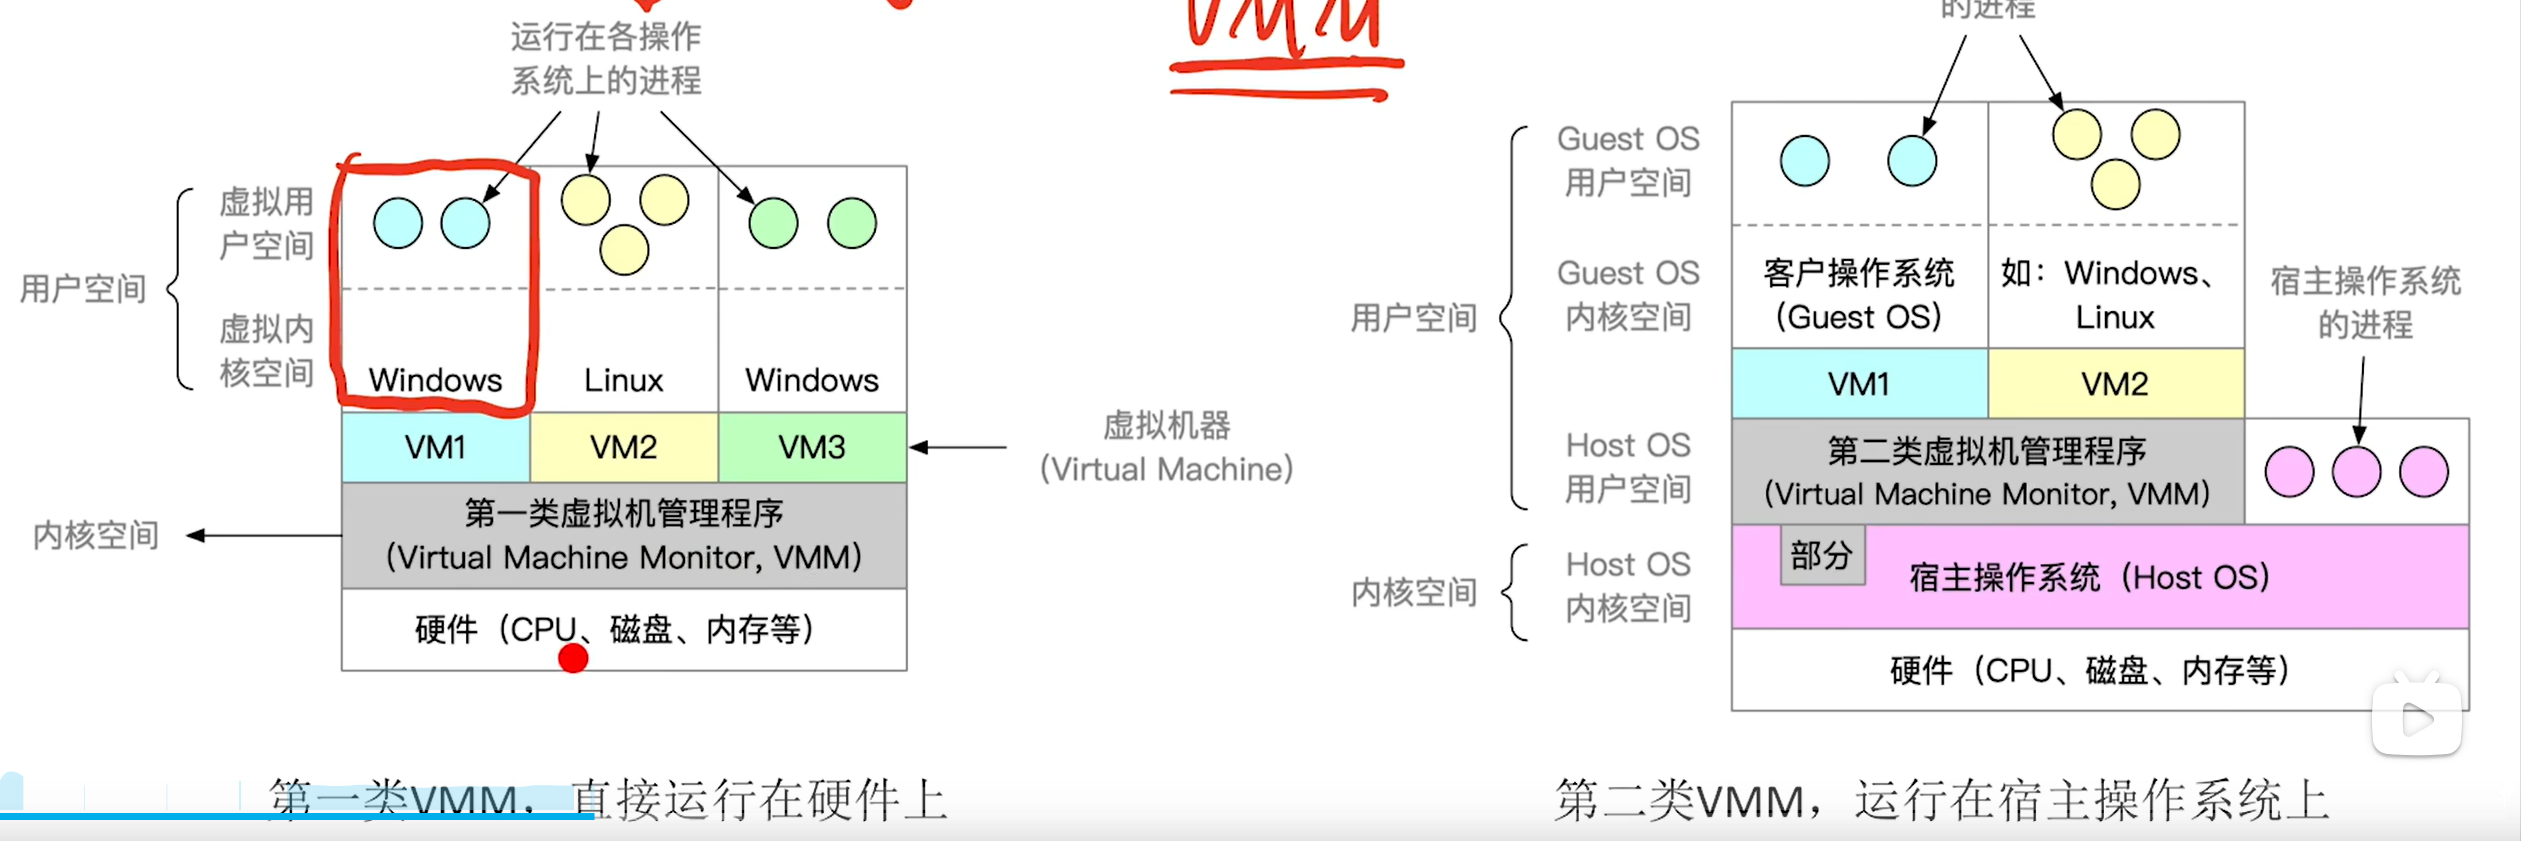 运行在各操作
系统上的进程
VMM
虚拟用
户空间
用户空间
虚拟内
核空间
Windows
Linux
Windows
VM1
VM2
VM3
虚拟机器
(Virtual Machine)
内核空间
第一类虚拟机管理程序
(Virtual Machine Monitor, VMM)
硬件（CPU、磁盘、内存等）
第一类VMM，直接运行在硬件上
的进程
Guest OS
用户空间
用户空间
Guest OS
内核空间
客户操作系统
(Guest OS)
如：Windows、
Linux
宿主操作系统
的进程
VM1
VM2
Host OS
用户空间
第二类虚拟机管理程序
(Virtual Machine Monitor, VMM)
内核空间
Host OS
内核空间
部分
宿主操作系统（Host OS）
硬件（CPU、磁盘、内存等）
第二类VMM，运行在宿主操作系统上